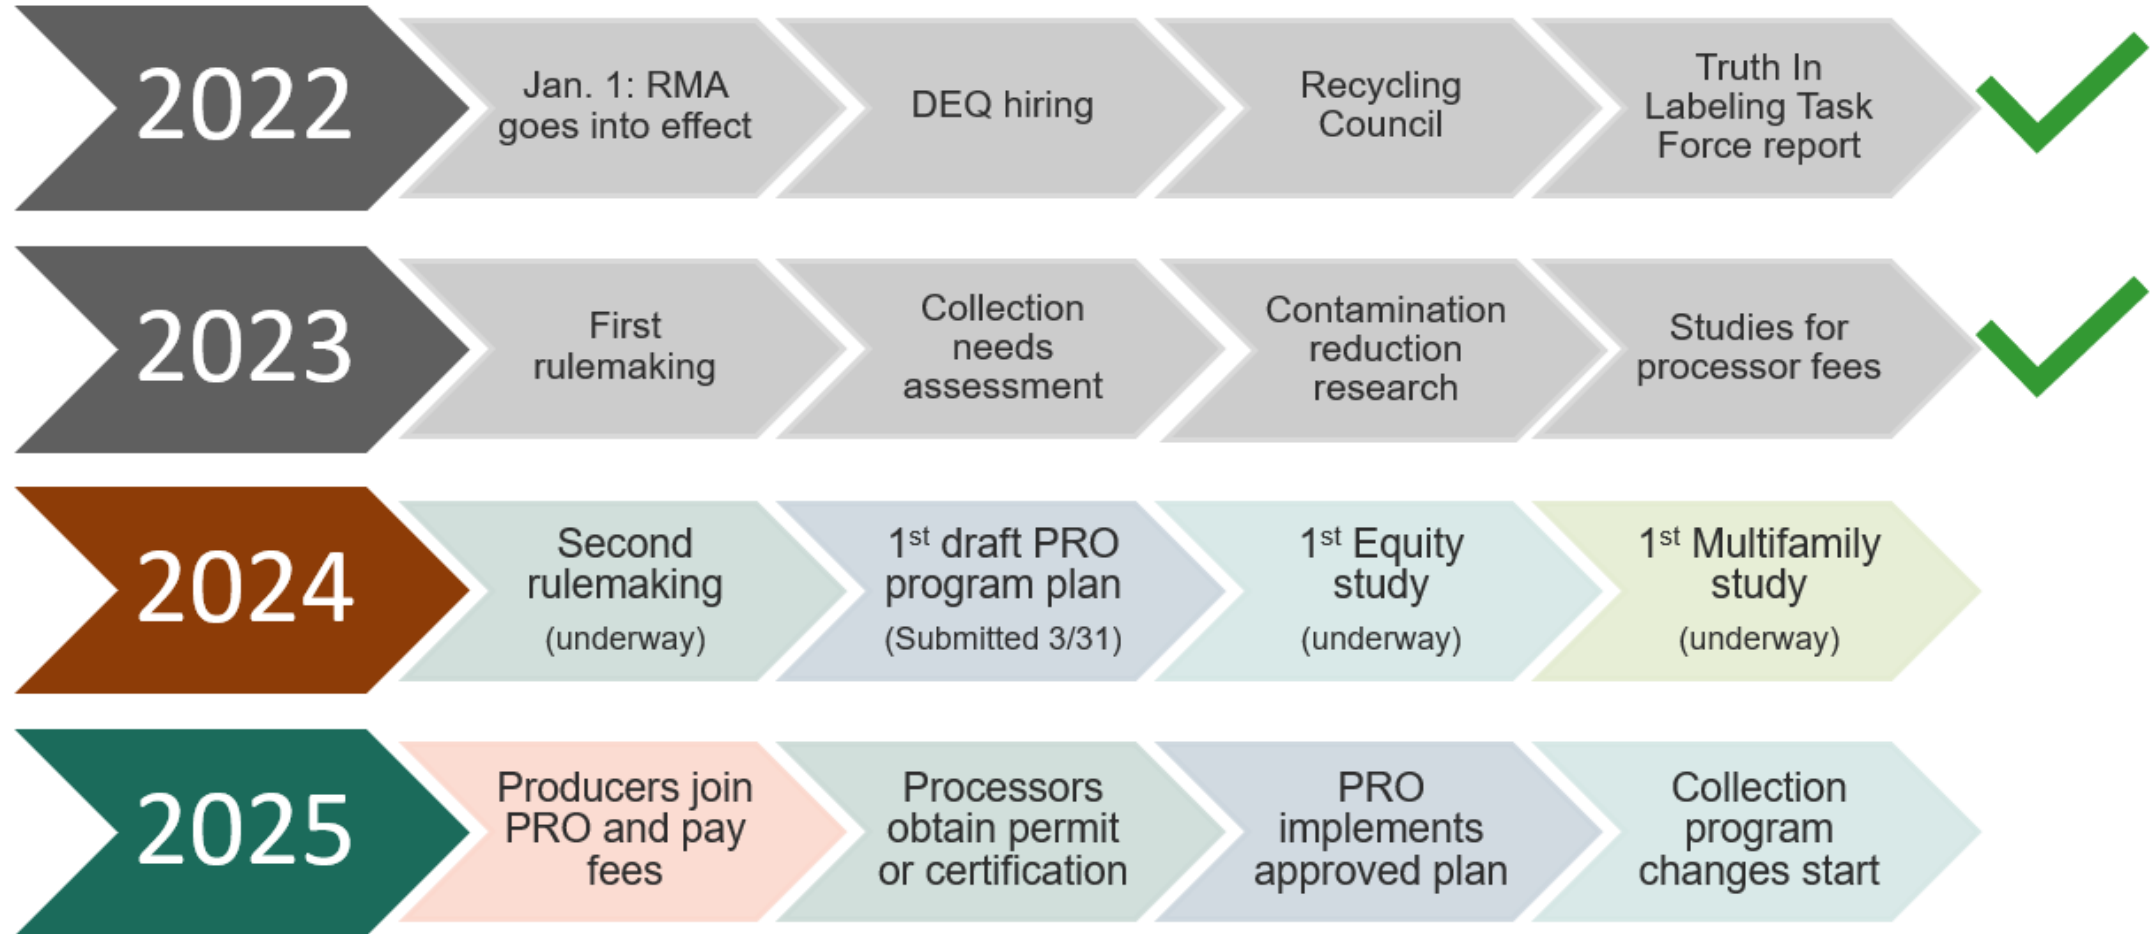 2022
Jan. 1: RMA
goes into effect
DEQ hiring
Recycling
Council
Truth In
Labeling Task
Force report
2023
First
rulemaking
Collection
needs
assessment
Contamination
reduction
research
Studies for
processor fees
2024
Second
rulemaking
(underway)
1st draft PRO
program plan
(Submitted 3/31)
1st Equity
study
(underway)
1st Multifamily
study
(underway)
2025
Producers join
PRO and pay
fees
Processors
obtain permit
or certification
PRO
implements
approved plan
Collection
program
changes start